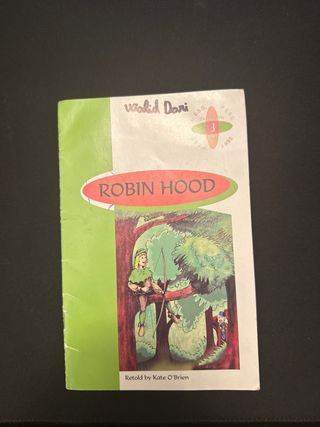 Walid Dani
3
ROBIN HOOD
Retold by Kate O'Brien